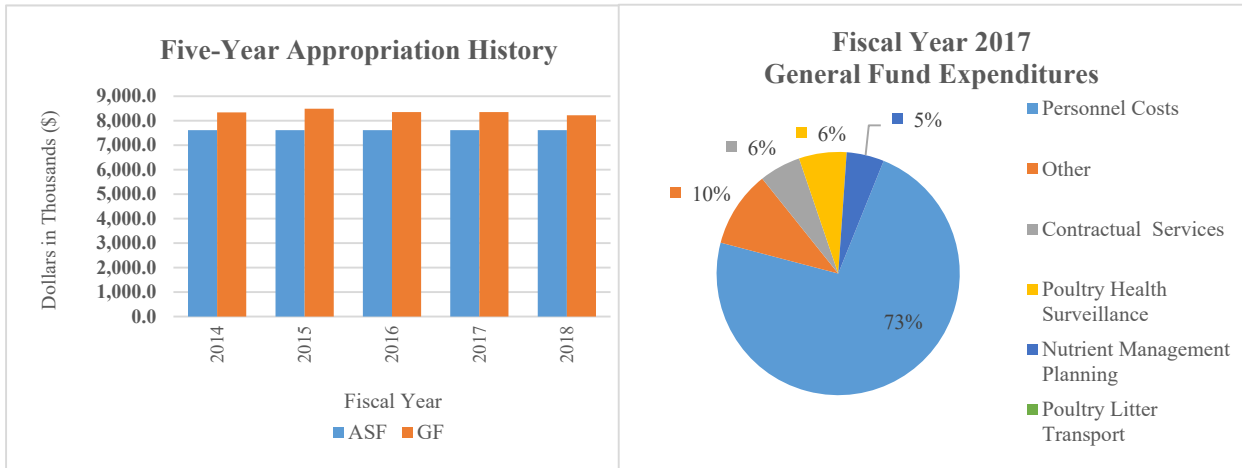 Five-Year Appropriation History
Dollars in Thousands ($)
9,000.0
8,000.0
7,000.0
6,000.0
5,000.0
4,000.0
3,000.0
2,000.0
1,000.0
0.0
2014
2015
2016
2017
2018
Fiscal Year
ASF
GF
Fiscal Year 2017
General Fund Expenditures
5%
6%
6%
10%
73%
Personnel Costs
Other
Contractual Services
Poultry Health
Surveillance
Nutrient Management
Planning
Poultry Litter
Transport